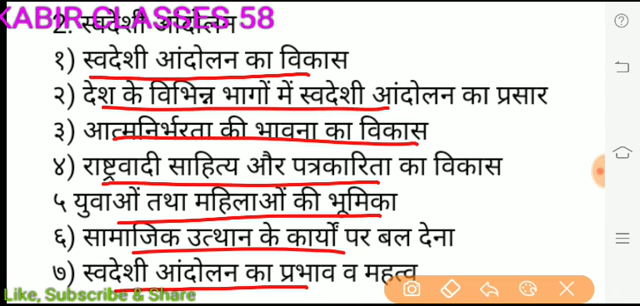 KABIR CLASSES 58
2. स्वदेशी आंदोलन
१) स्वदेशी आंदोलन का विकास
२) देश के विभिन्न भागों में स्वदेशी आंदोलन का प्रसार
३) आत्मनिर्भरता की भावना का विकास
४) राष्ट्रवादी साहित्य और पत्रकारिता का विकास
५ युवाओं तथा महिलाओं की भूमिका
६) सामाजिक उत्थान के कार्यों पर बल देना
७) स्वदेशी आंदोलन का प्रभाव व महत्व
Like, Subscribe & Share